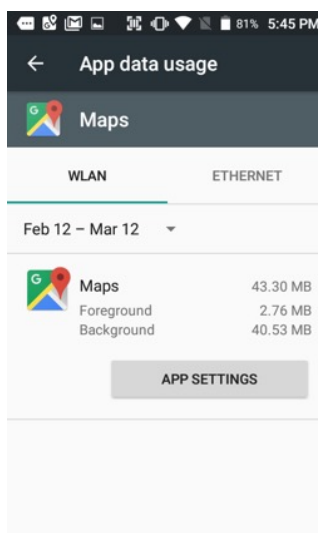 81% 5:45 PM
App data usage
G
Maps
WLAN ETHERNET
Feb 12 – Mar 12
G
Maps 43.30 MB
Foreground 2.76 MB
Background 40.53 MB
APP SETTINGS